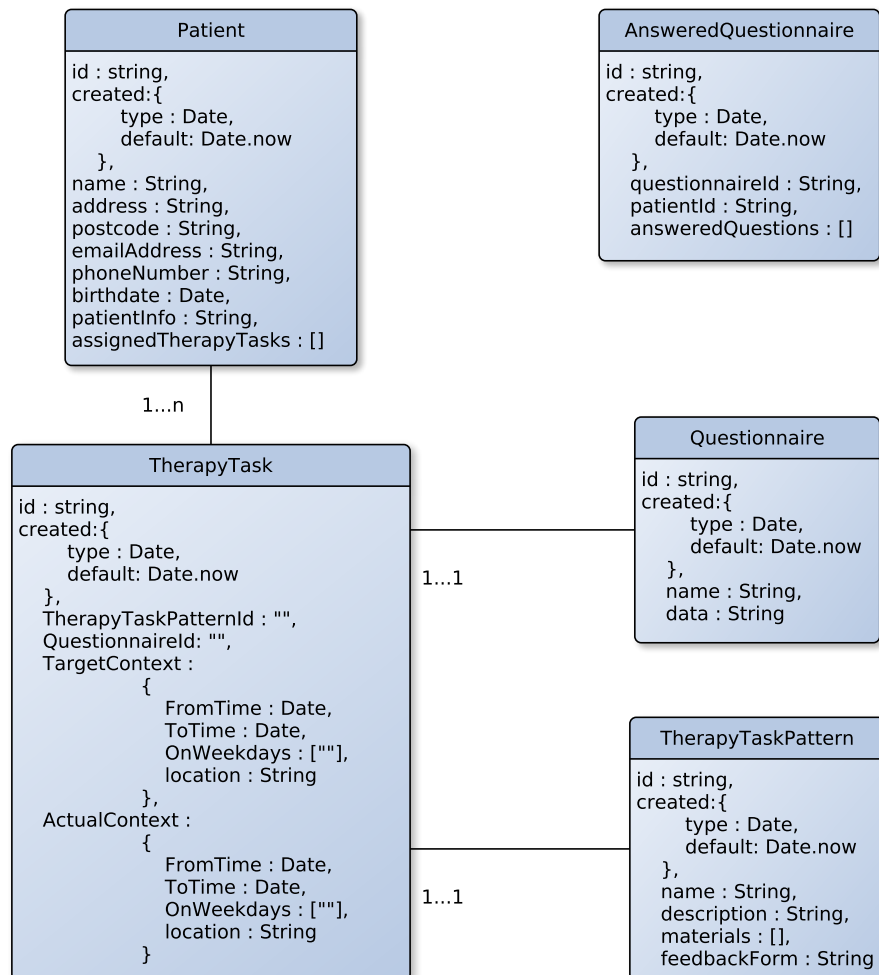 Patient
id : string,
created:{
type : Date,
default: Date.now
},
name : String,
address : String,
postcode : String,
emailAddress : String,
phoneNumber : String,
birthdate : Date,
patientInfo : String,
assignedTherapyTasks : []
AnsweredQuestionnaire
id : string,
created:{
type : Date,
default: Date.now
},
questionnaireId : String,
patientId : String,
answeredQuestions : []
1...n
TherapyTask
id : string,
created:{
type : Date,
default: Date.now
},
TherapyTaskPatternId : "",
QuestionnaireId: "",
TargetContext :
{
FromTime : Date,
ToTime : Date,
OnWeekdays : [""],
location : String
},
ActualContext :
{
FromTime : Date,
ToTime : Date,
OnWeekdays : [""],
location : String
}
1...1
Questionnaire
id : string,
created:{
type : Date,
default: Date.now
},
name : String,
data : String
1...1
TherapyTaskPattern
id : string,
created:{
type : Date,
default: Date.now
},
name : String,
description : String,
materials : [],
feedbackForm : String